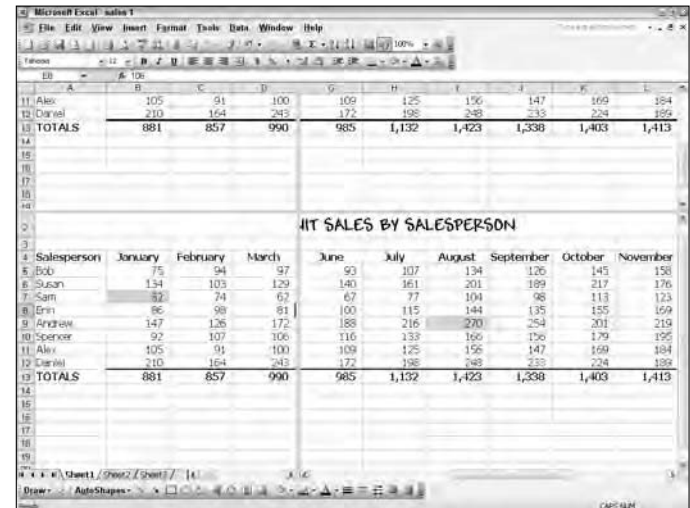 Microsoft Excel - sales 1
File Edit View Insert Format Tools Data Window Help
100%
12 B I U
E8 fx 106
A B C D G H I J K L
11 Alex 105 91 100 109 125 156 147 169 184
12 Daniel 210 164 243 172 198 248 233 224 189
13 TOTALS 881 857 990 985 1,132 1,423 1,338 1,403 1,413
14
15
16
17
18
19
2 NIT SALES BY SALESPERSON
3
4 Salesperson January February March June July August September October November
5 Bob 75 94 97 93 107 134 126 145 158
6 Susan 134 103 129 140 161 201 189 217 176
7 Sam 62 74 62 67 77 104 98 113 123
8 Erin 86 98 81 100 115 144 135 155 169
9 Andrew 147 126 172 188 216 270 254 201 219
10 Spencer 92 107 106 116 133 166 156 179 195
11 Alex 105 91 100 109 125 156 147 169 184
12 Daniel 210 164 243 172 198 248 233 224 189
13 TOTALS 881 857 990 985 1,132 1,423 1,338 1,403 1,413
14
15
16
17
18
19
Sheet1 / Sheet2 / Sheet3
Draw AutoShapes
Ready CAPS NUM